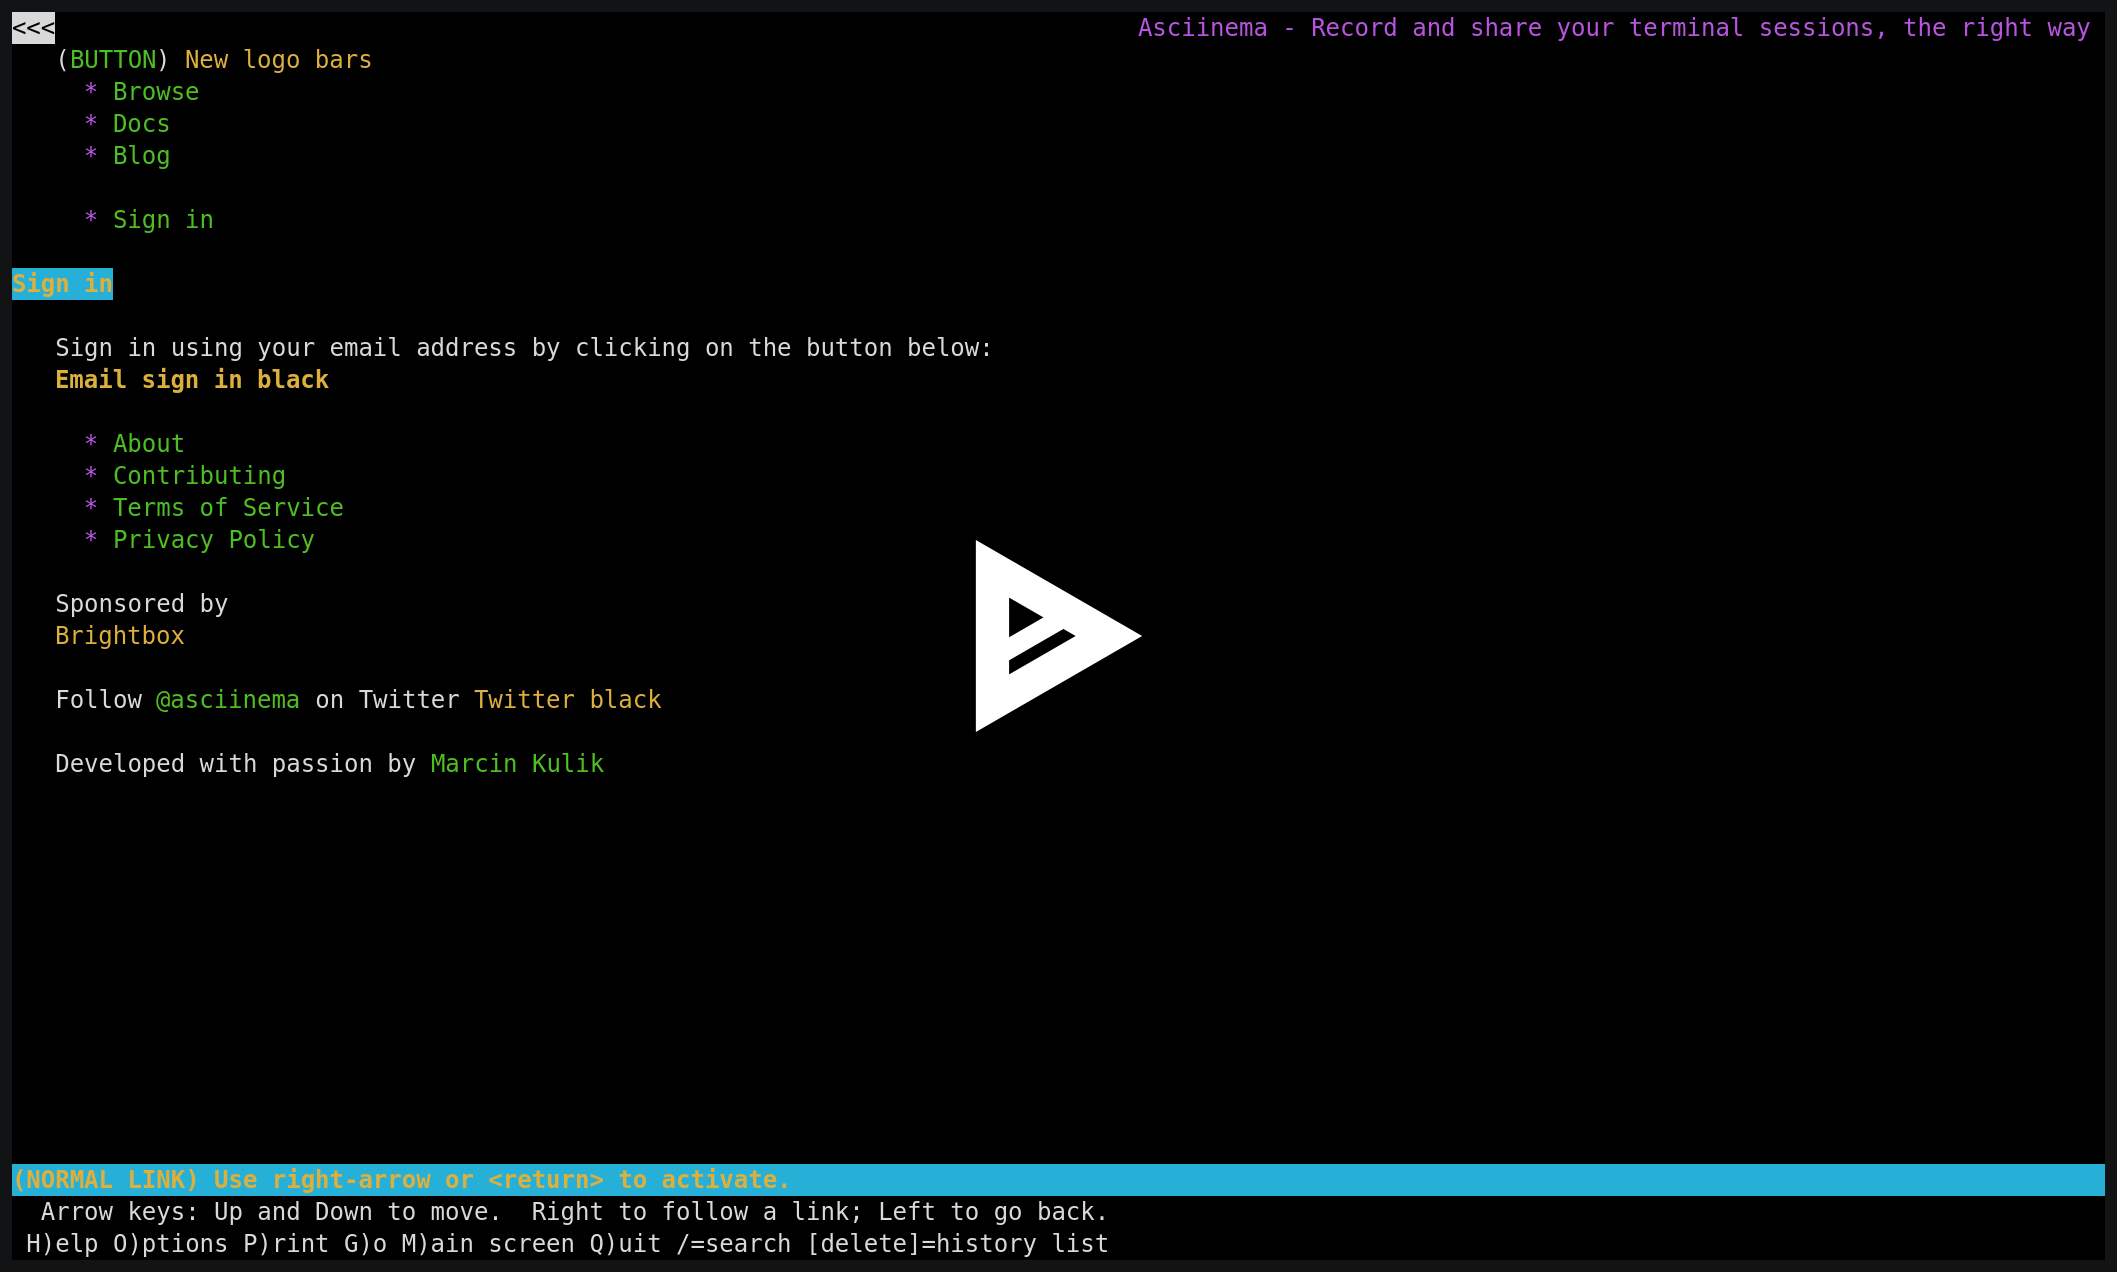 <<< Asciinema - Record and share your terminal sessions, the right way
(BUTTON) New logo bars
* Browse
* Docs
* Blog
* Sign in
Sign in
Sign in using your email address by clicking on the button below:
Email sign in black
* About
* Contributing
* Terms of Service
* Privacy Policy
Sponsored by
Brightbox
Follow @asciinema on Twitter Twitter black
Developed with passion by Marcin Kulik
(NORMAL LINK) Use right-arrow or <return> to activate.
Arrow keys: Up and Down to move.  Right to follow a link; Left to go back.
H)elp O)ptions P)rint G)o M)ain screen Q)uit /=search [delete]=history list